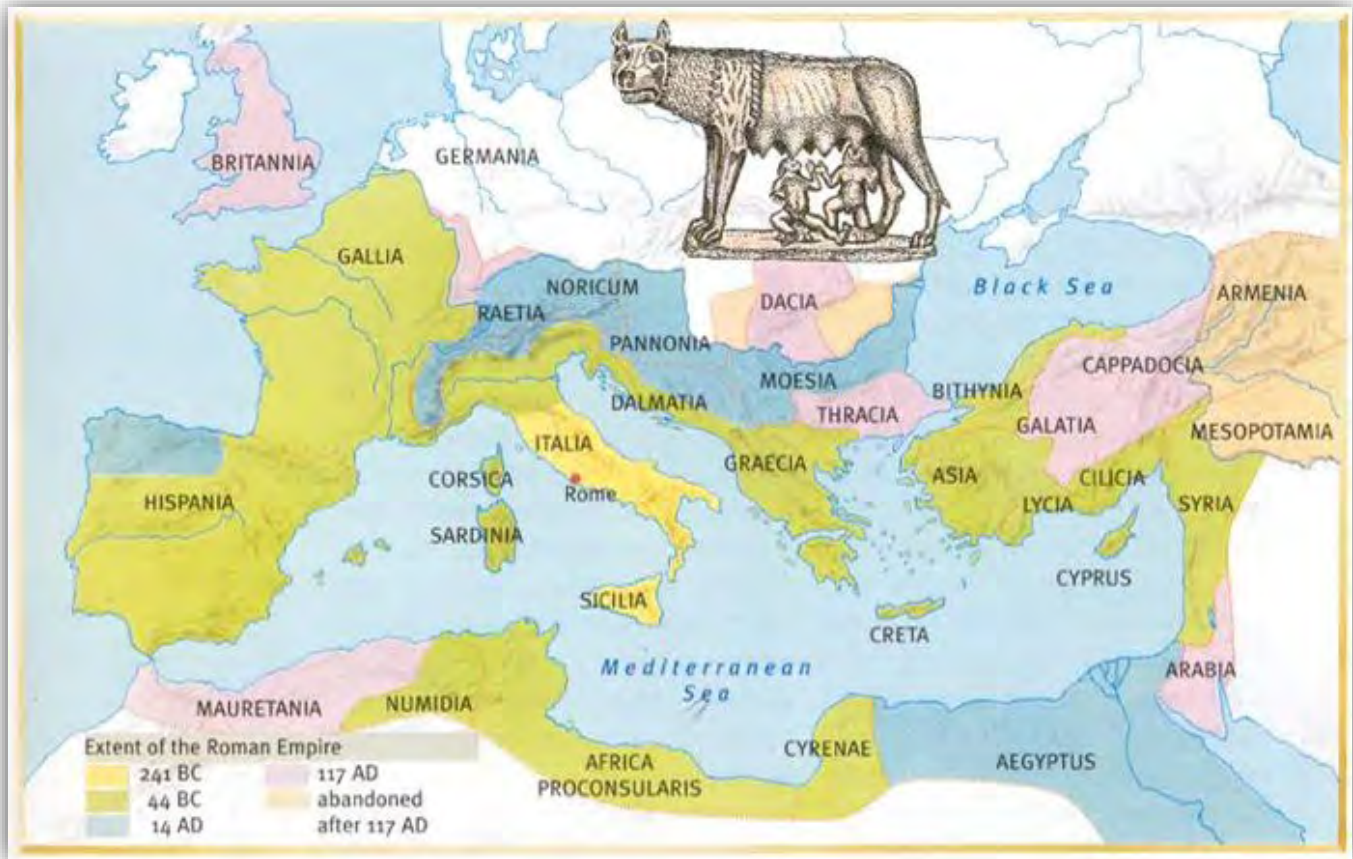 BRITANNIA
GERMANIA
GALLIA
NORICUM
RAETIA
PANNONIA
DACIA
Black Sea
ARMENIA
CAPPADOCIA
MOESIA
BITHYNIA
DALMATIA
THRACIA
GALATIA
MESOPOTAMIA
ITALIA
GRAECIA
CORSICA
ASIA
CILICIA
HISPANIA
Rome
LYCIA
SYRIA
SARDINIA
CYPRUS
SICILIA
CRETA
Mediterranean
Sea
ARABIA
MAURETANIA
NUMIDIA
CYRENAE
AEGYPTUS
AFRICA
PROCONSULARIS
Extent of the Roman Empire
241 BC
44 BC
14 AD
117 AD
abandoned
after 117 AD